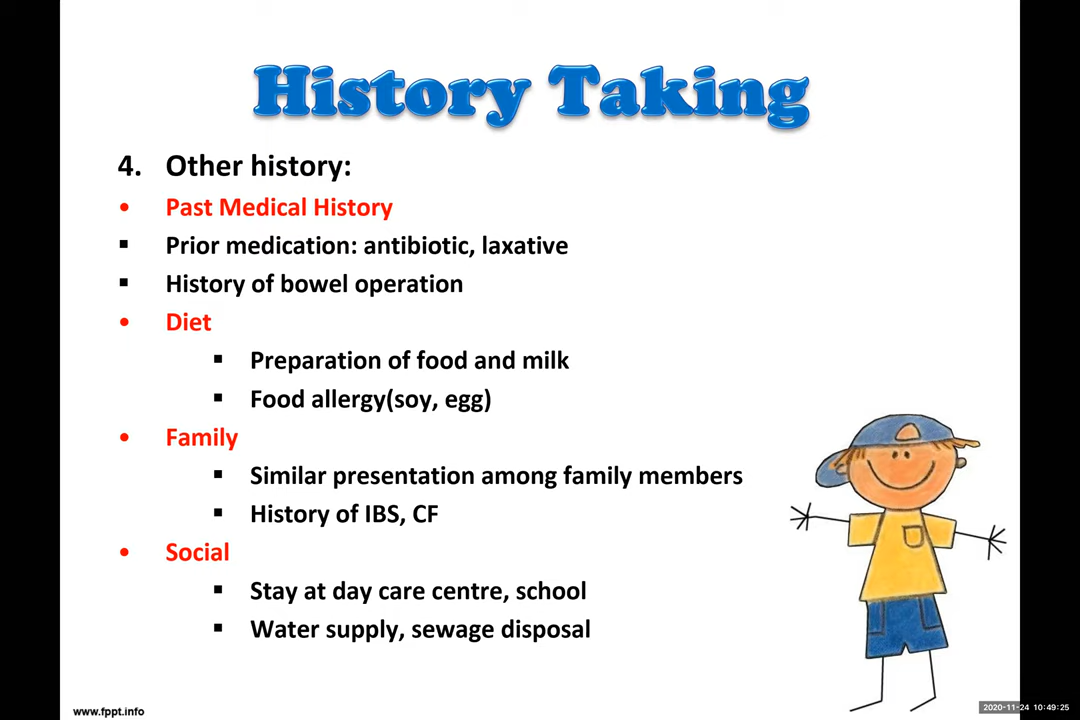 History Taking
4. Other history:
• Past Medical History
▪ Prior medication: antibiotic, laxative
▪ History of bowel operation
• Diet
▪ Preparation of food and milk
▪ Food allergy(soy, egg)
• Family
▪ Similar presentation among family members
▪ History of IBS, CF
• Social
▪ Stay at day care centre, school
▪ Water supply, sewage disposal
www.fppt.info
2020-11-24 10:49:25